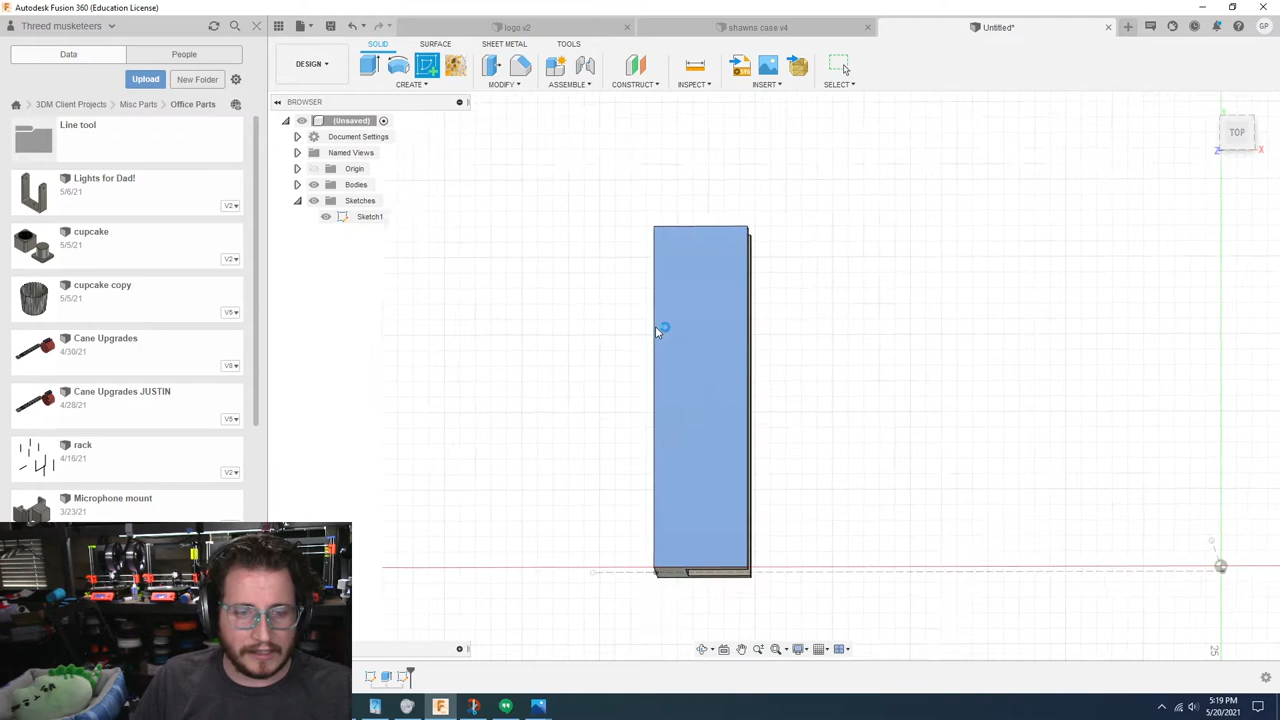 Autodesk Fusion 360 (Education License)
Threed musketeers
logo v2
shawns case v4
Untitled*
GP
Data
People
Upload
New Folder
3DM Client Projects
Misc Parts
Office Parts
Line tool
Lights for Dad!
5/6/21
V2
cupcake
5/5/21
V2
cupcake copy
5/5/21
V5
Cane Upgrades
4/30/21
V8
Cane Upgrades JUSTIN
4/28/21
V5
rack
4/16/21
V2
Microphone mount
3/23/21
SOLID
SURFACE
SHEET METAL
TOOLS
DESIGN
CREATE
MODIFY
ASSEMBLE
CONSTRUCT
INSPECT
INSERT
SELECT
BROWSER
(Unsaved)
Document Settings
Named Views
Origin
Bodies
Sketches
Sketch1
TOP
Z
X
25
5:19 PM
5/20/2021